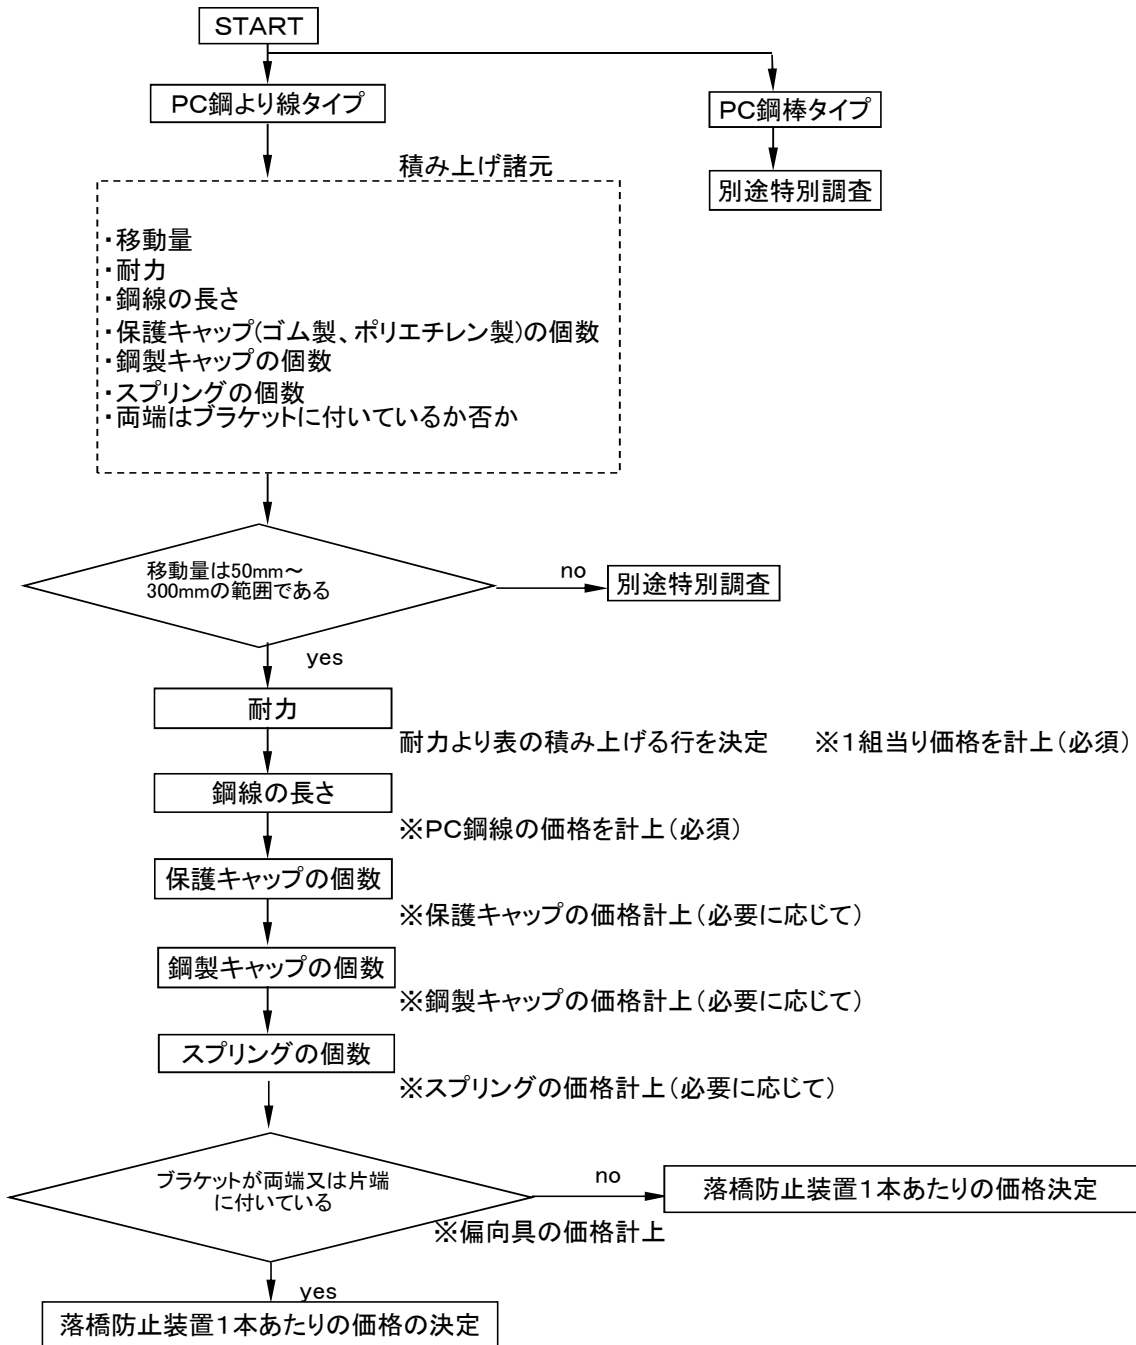 START
PC鋼より線タイプ
PC鋼棒タイプ
積み上げ諸元
別途特別調査
・移動量
・耐力
・鋼線の長さ
・保護キャップ(ゴム製、ポリエチレン製)の個数
・鋼製キャップの個数
・スプリングの個数
・両端はブラケットに付いているか否か
移動量は50mm～
300mmの範囲である
no
別途特別調査
yes
耐力
耐力より表の積み上げる行を決定　※1組当り価格を計上(必須)
鋼線の長さ
※PC鋼線の価格を計上(必須)
保護キャップの個数
※保護キャップの価格計上(必要に応じて)
鋼製キャップの個数
※鋼製キャップの価格計上(必要に応じて)
スプリングの個数
※スプリングの価格計上(必要に応じて)
ブラケットが両端又は片端
に付いている
no
落橋防止装置1本あたりの価格決定
※偏向具の価格計上
yes
落橋防止装置1本あたりの価格の決定